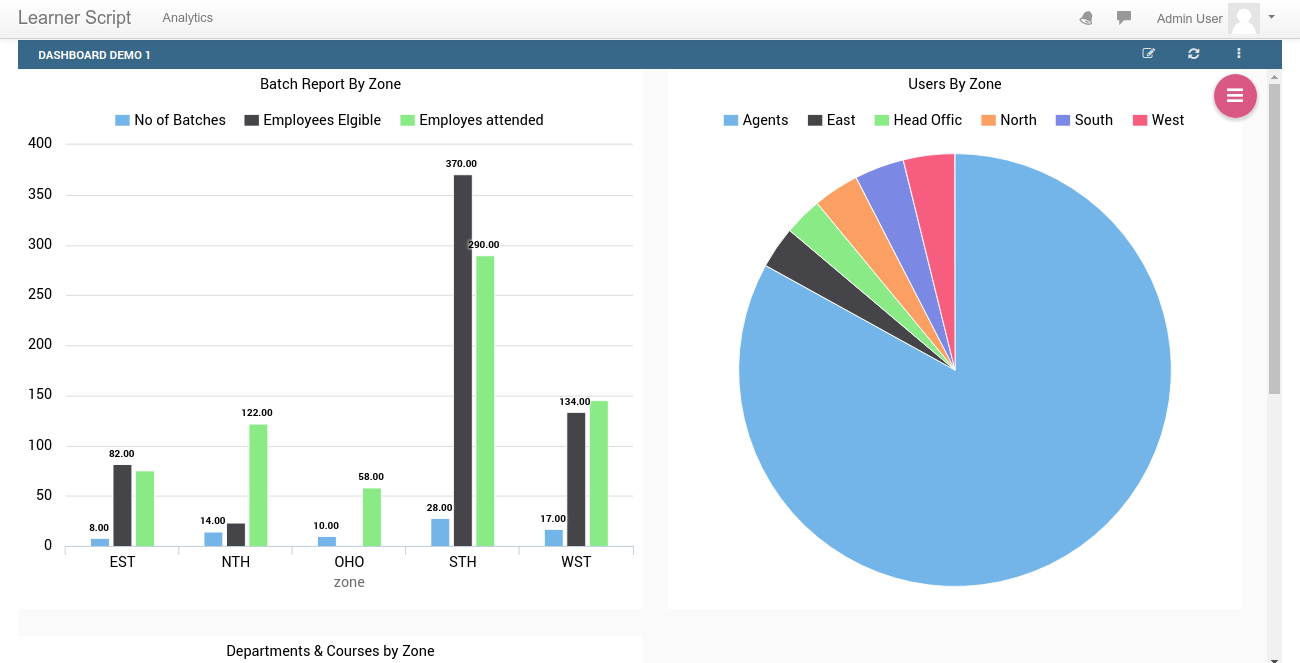 Learner Script Analytics Admin User
DASHBOARD DEMO 1
Batch Report By Zone
No of Batches Employees Elgible Employes attended
400
350
300
250
200
150
100
50
0
8.00
82.00
14.00
122.00
10.00
58.00
28.00
370.00
290.00
17.00
134.00
EST NTH OHO STH WST
zone
Users By Zone
Agents East Head Offic North South West
Departments & Courses by Zone